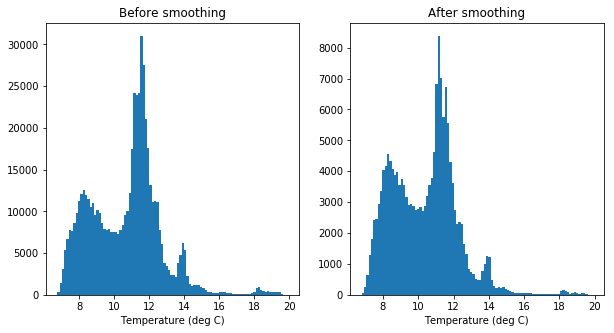 Before smoothing
30000
25000
20000
15000
10000
5000
0
8 10 12 14 16 18 20
Temperature (deg C)
After smoothing
8000
7000
6000
5000
4000
3000
2000
1000
0
8 10 12 14 16 18 20
Temperature (deg C)